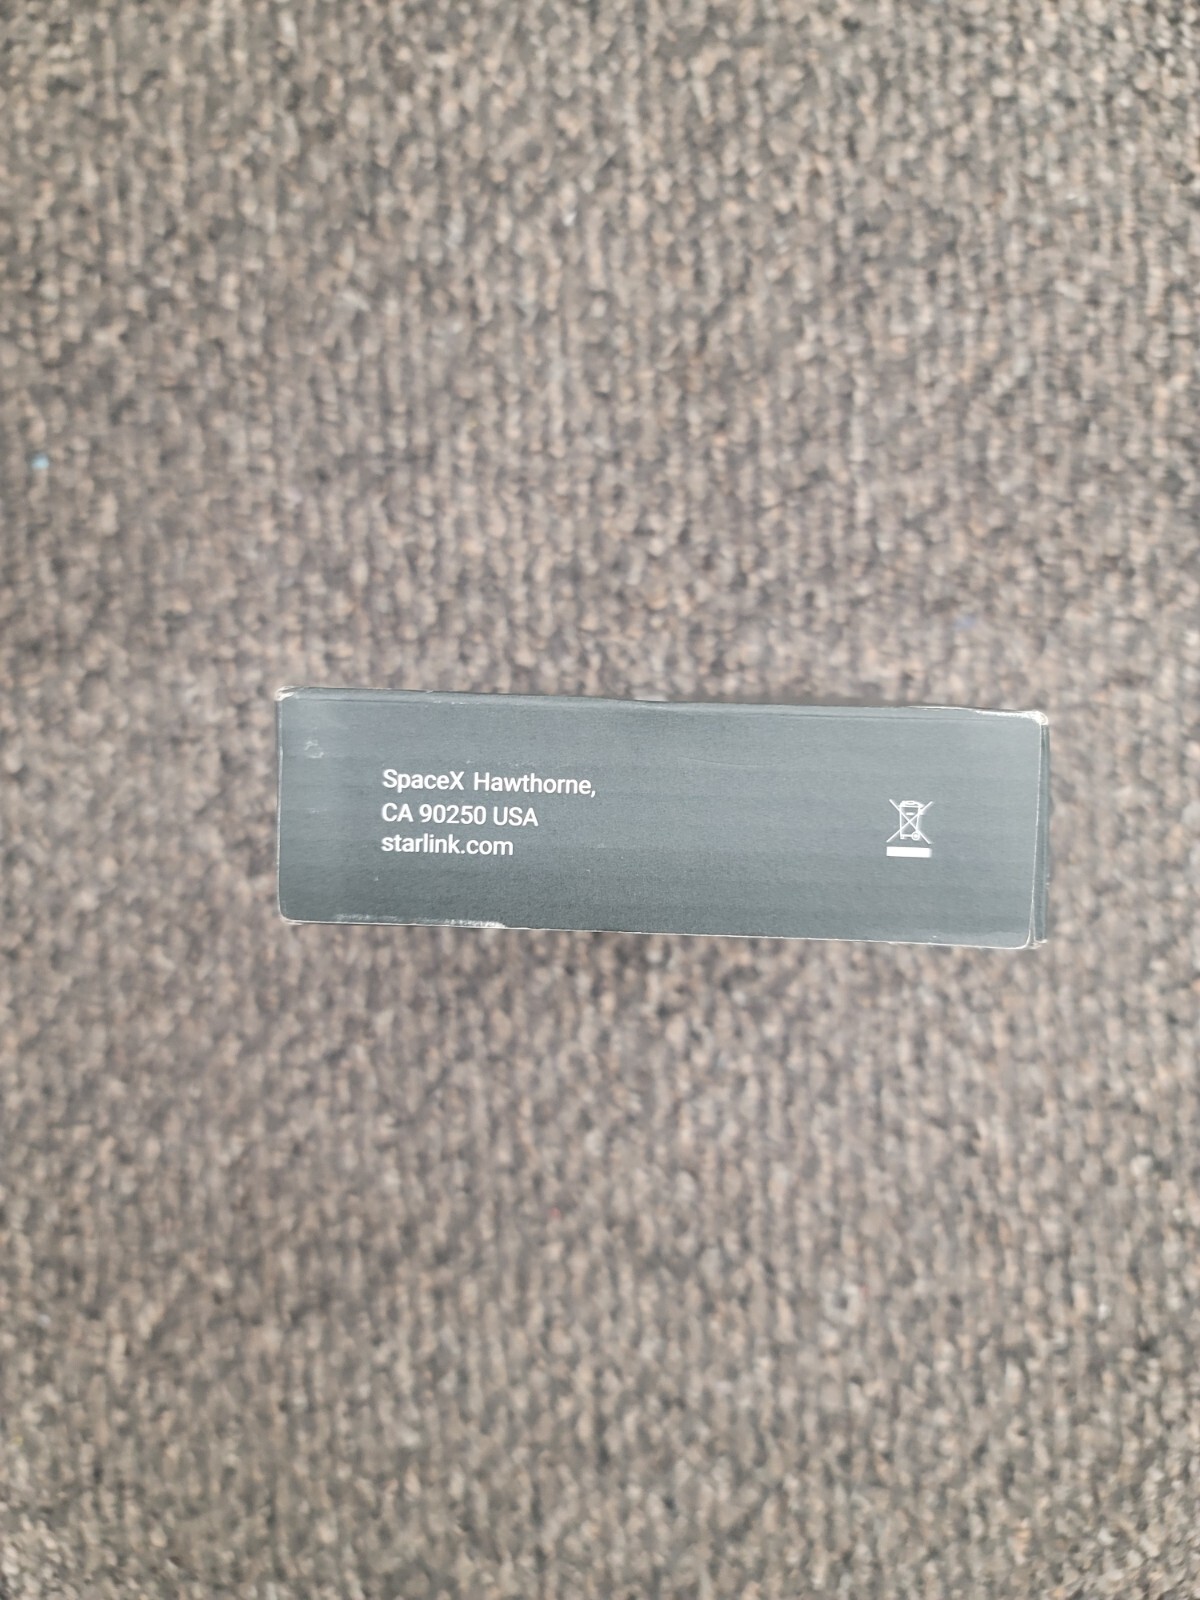 SpaceX Hawthorne,
CA 90250 USA
starlink.com